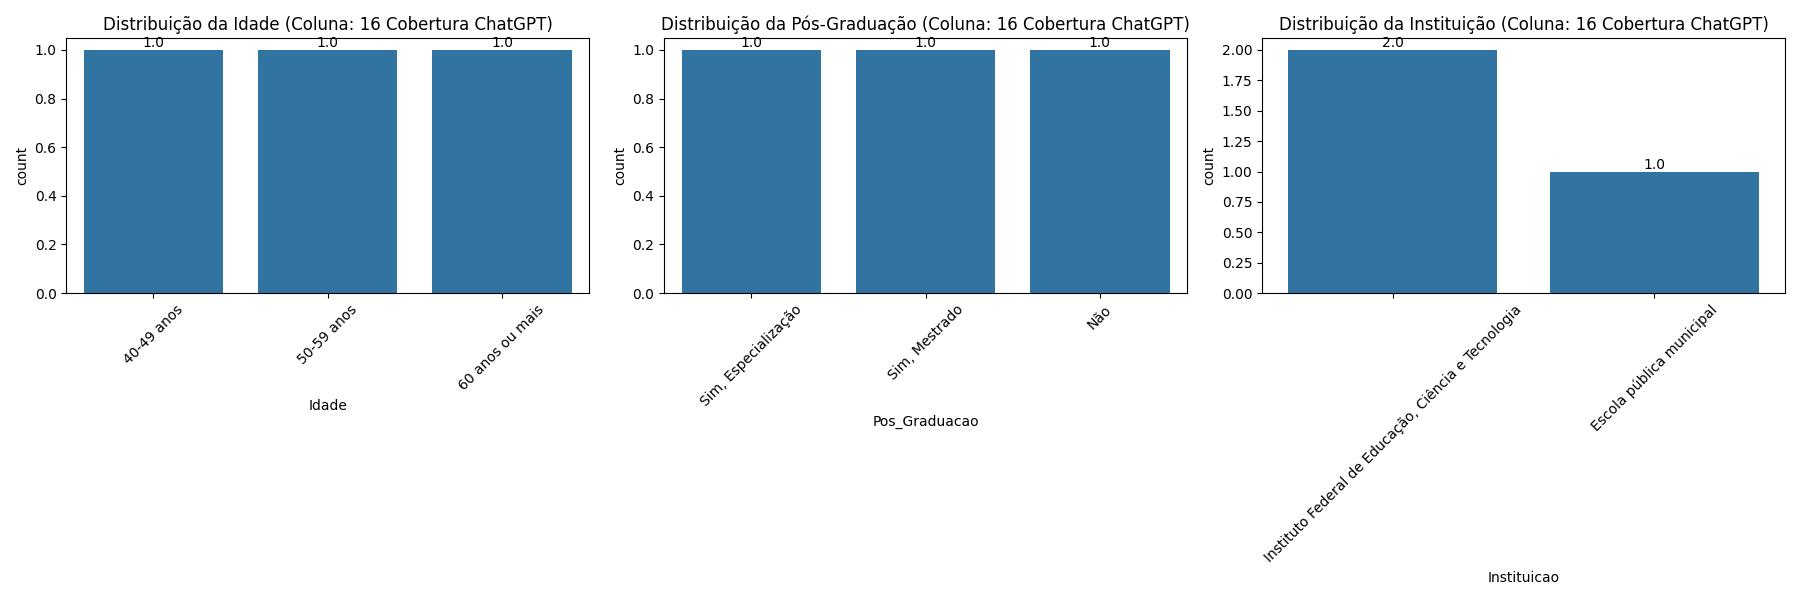 Distribuição da Idade (Coluna: 16 Cobertura ChatGPT)
1.0
1.0
1.0
1.0
0.8
0.6
0.4
0.2
0.0
count
40-49 anos
50-59 anos
60 anos ou mais
Idade
Distribuição da Pós-Graduação (Coluna: 16 Cobertura ChatGPT)
1.0
1.0
1.0
1.0
0.8
0.6
0.4
0.2
0.0
count
Sim, Especialização
Sim, Mestrado
Não
Pos_Graduacao
Distribuição da Instituição (Coluna: 16 Cobertura ChatGPT)
2.0
1.0
2.00
1.75
1.50
1.25
1.00
0.75
0.50
0.25
0.00
count
Instituto Federal de Educação, Ciência e Tecnologia
Escola pública municipal
Instituicao